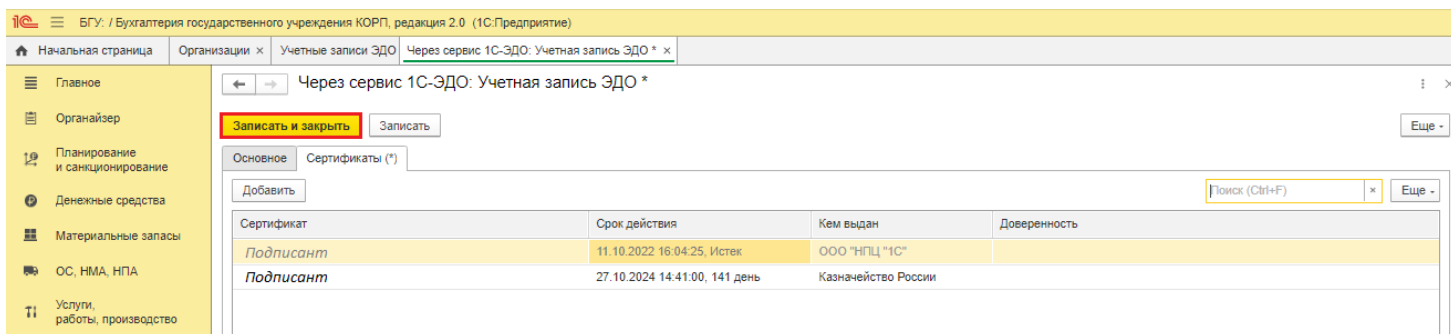 1С БГУ: / Бухгалтерия государственного учреждения КОРП, редакция 2.0 (1С:Предприятие)
Начальная страница Организации × Учетные записи ЭДО Через сервис 1С-ЭДО: Учетная запись ЭДО * ×
Главное
Органайзер
Планирование
и санкционирование
Денежные средства
Материальные запасы
ОС, НМА, НПА
Услуги,
работы, производство
Через сервис 1С-ЭДО: Учетная запись ЭДО *
Записать и закрыть Записать Еще
Основное Сертификаты (*)
Добавить Поиск (Ctrl+F) × Еще
Сертификат Срок действия Кем выдан Доверенность
Подписант 11.10.2022 16:04:25, Истек ООО "НПЦ "1С"
Подписант 27.10.2024 14:41:00, 141 день Казначейство России